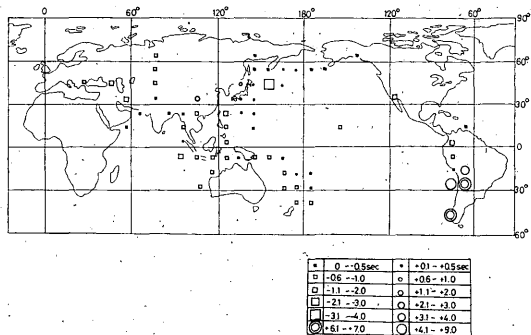 0 60° 120° 180° 120° 60° 0
90°
60°
30°
0
30°
60°
0 - -0.5sec +0.1 - +0.5sec
-0.6 - -1.0 +0.6 - +1.0
-1.1 - -2.0 +1.1 - +2.0
-2.1 - -3.0 +2.1 - +3.0
-3.1 - -4.0 +3.1 - +4.0
+6.1 - +7.0 +4.1 - +9.0